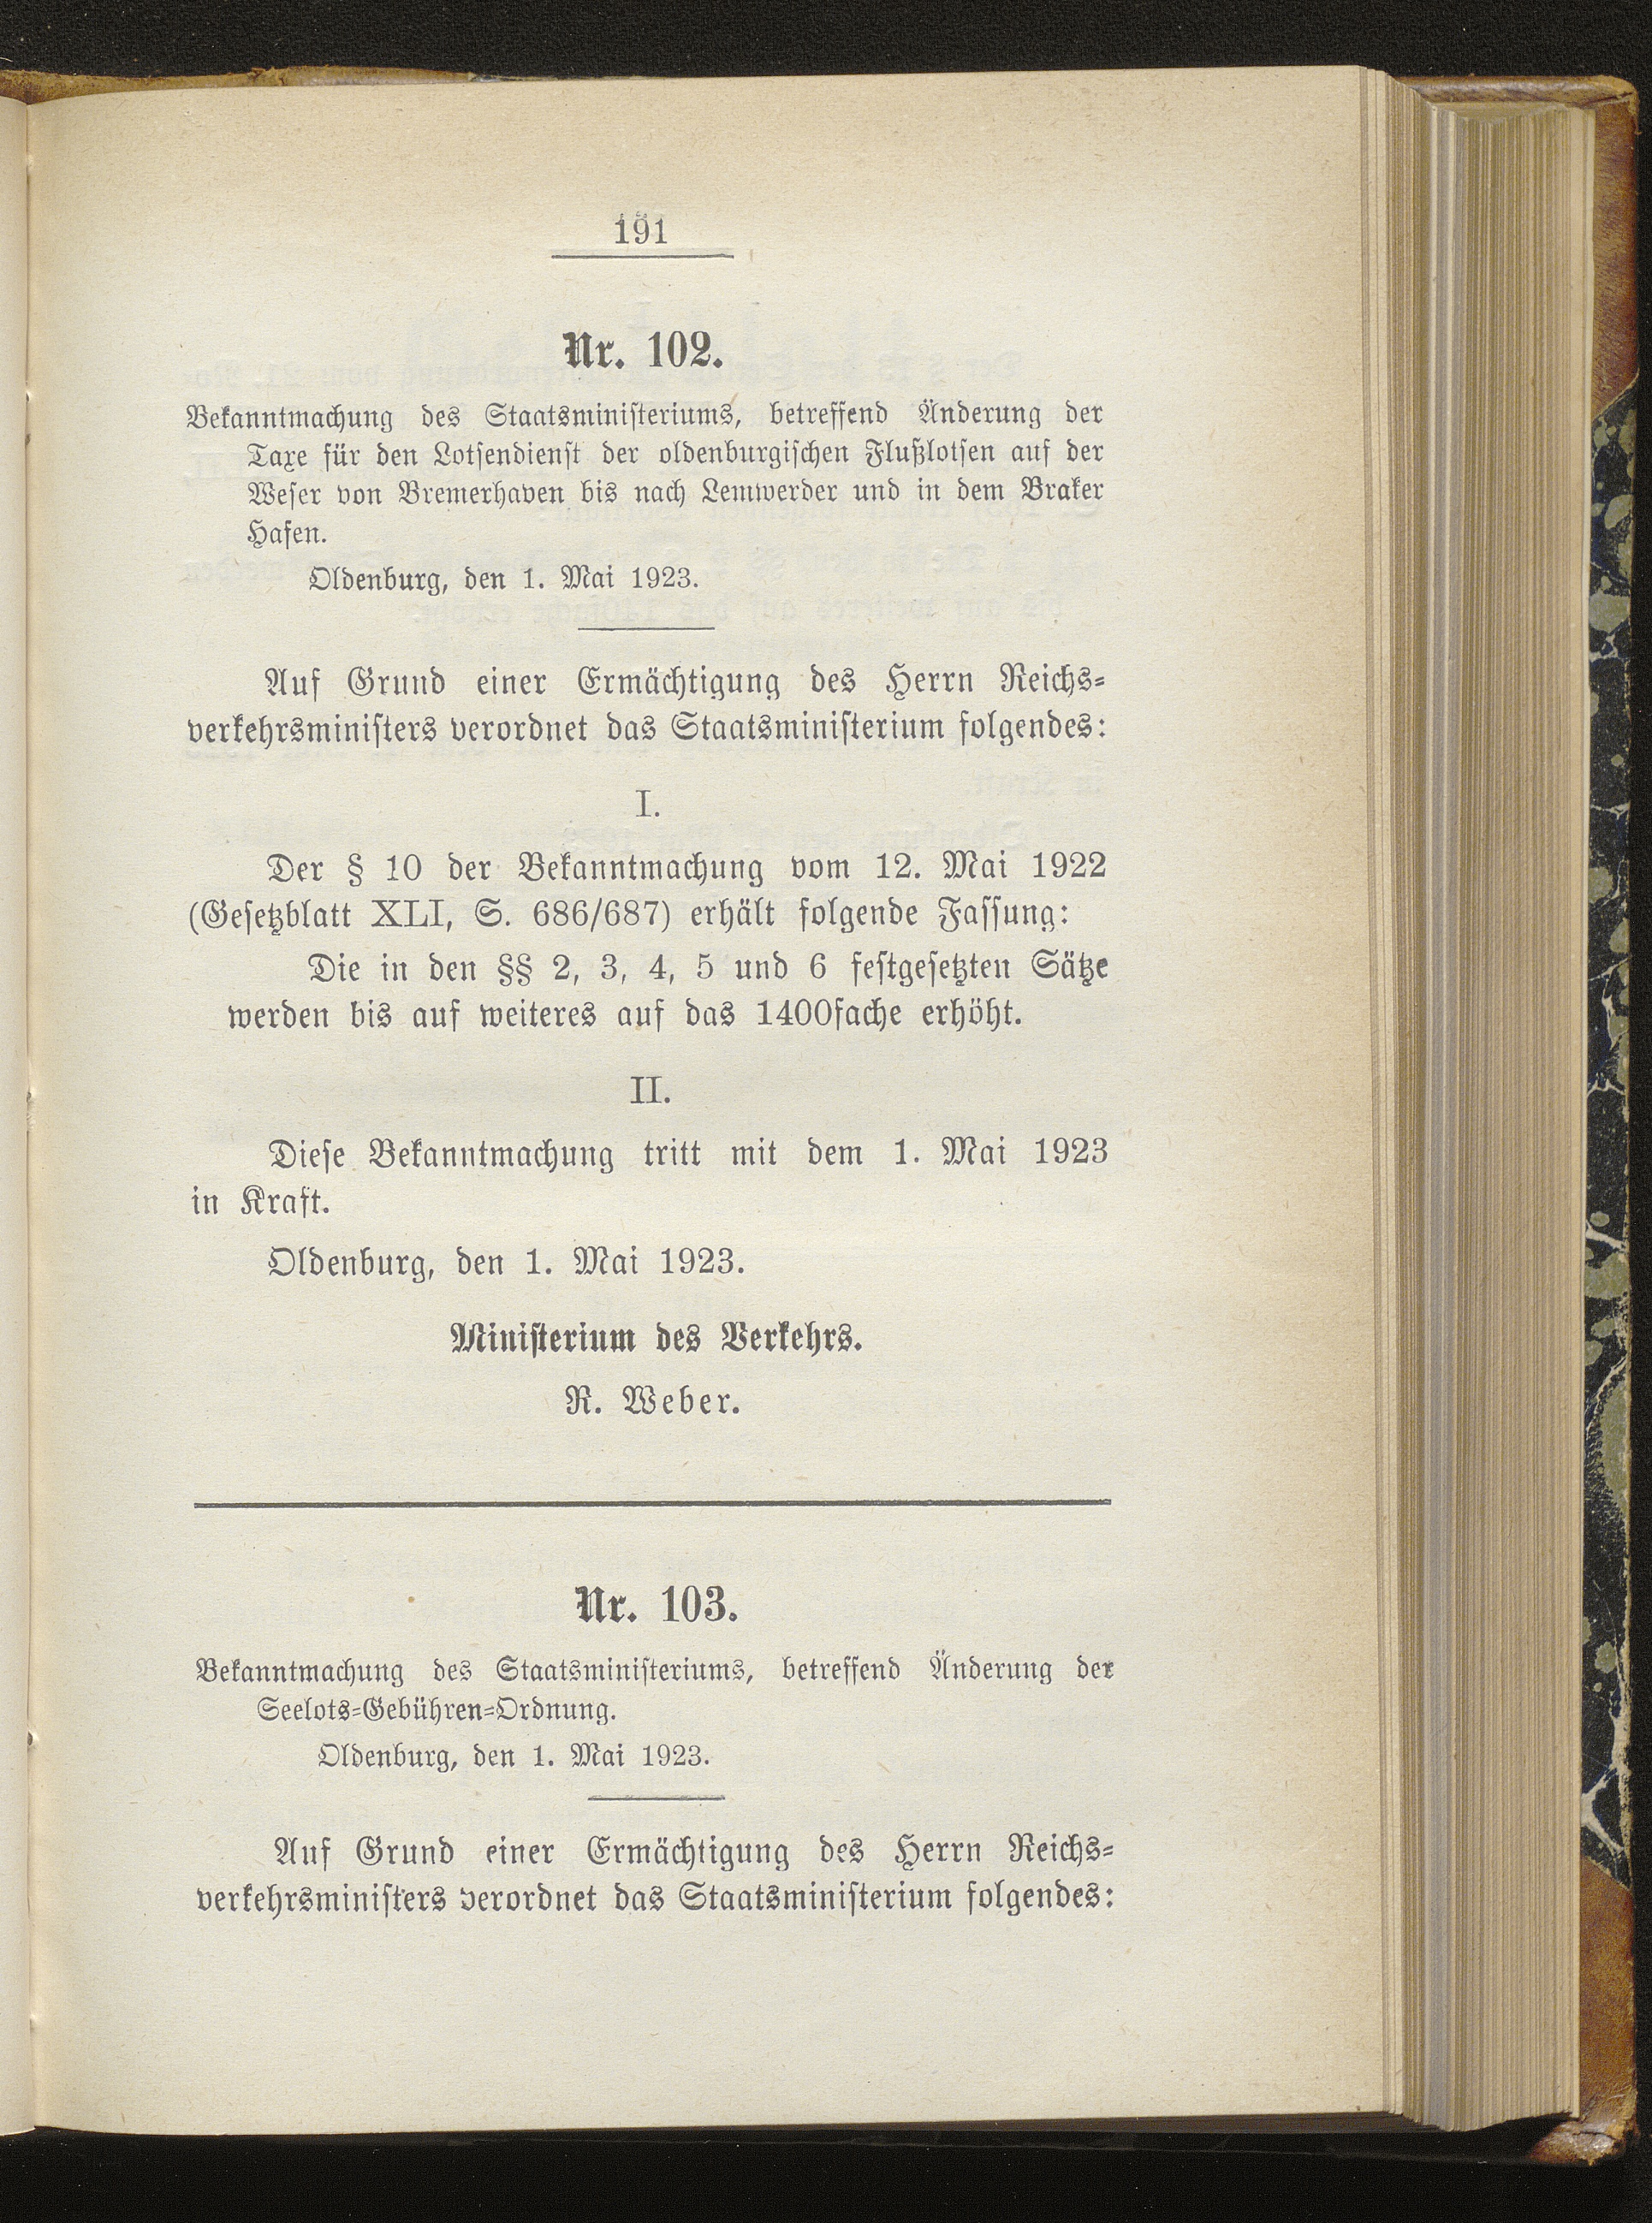 191
Nr. 102.
Bekanntmachung des Staatsministeriums, betreffend Änderung der
Taxe für den Lotsendienst der oldenburgischen Flußlotsen auf der
Weser von Bremerhaven bis nach Lemwerder und in dem Braker
Hafen.
Oldenburg, den 1. Mai 1923.
Auf Grund einer Ermächtigung des Herrn Reichs-
verkehrsministers verordnet das Staatsministerium folgendes:
I.
Der § 10 der Bekanntmachung vom 12. Mai 1922
(Gesetzblatt XLI, S. 686/687) erhält folgende Fassung:
Die in den §§ 2, 3, 4, 5 und 6 festgesetzten Sätze
werden bis auf weiteres auf das 1400fache erhöht.
II.
Diese Bekanntmachung tritt mit dem 1. Mai 1923
in Kraft.
Oldenburg, den 1. Mai 1923.
Ministerium des Verkehrs.
R. Weber.
Nr. 103.
Bekanntmachung des Staatsministeriums, betreffend Änderung der
Seelots-Gebühren-Ordnung.
Oldenburg, den 1. Mai 1923.
Auf Grund einer Ermächtigung des Herrn Reichs-
verkehrsministers verordnet das Staatsministerium folgendes: